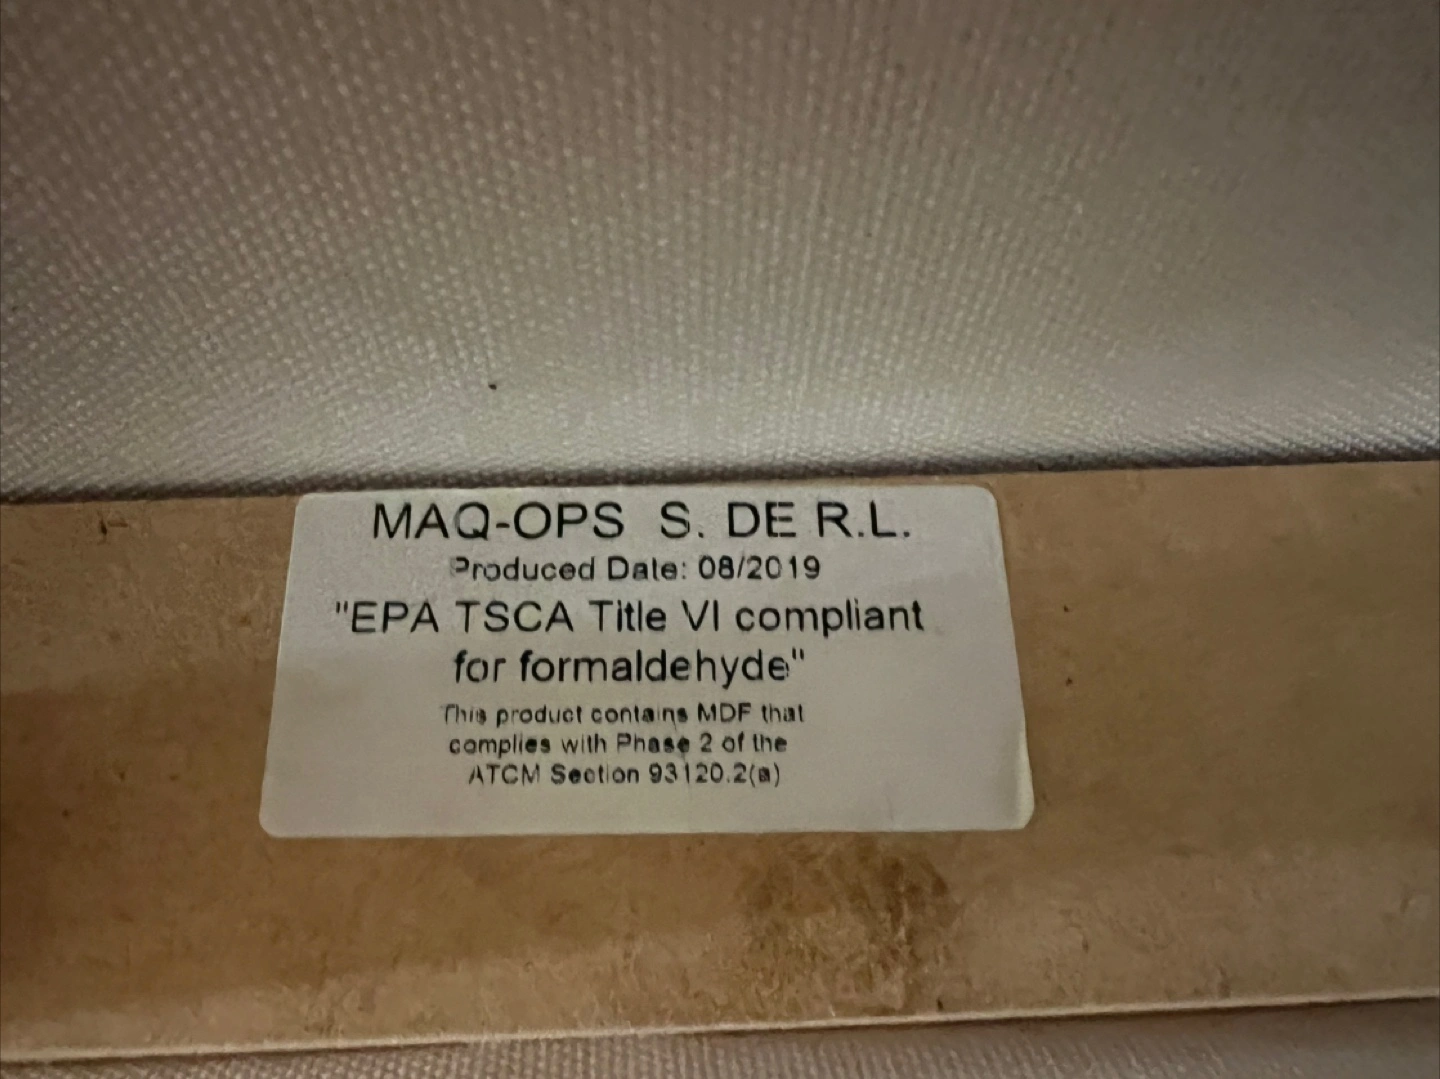 MAQ-OPS S. DE R.L.
Produced Date: 08/2019
"EPA TSCA Title VI compliant
for formaldehyde"
This product contains MDF that
complies with Phase 2 of the
ATCM Section 93120.2(a)